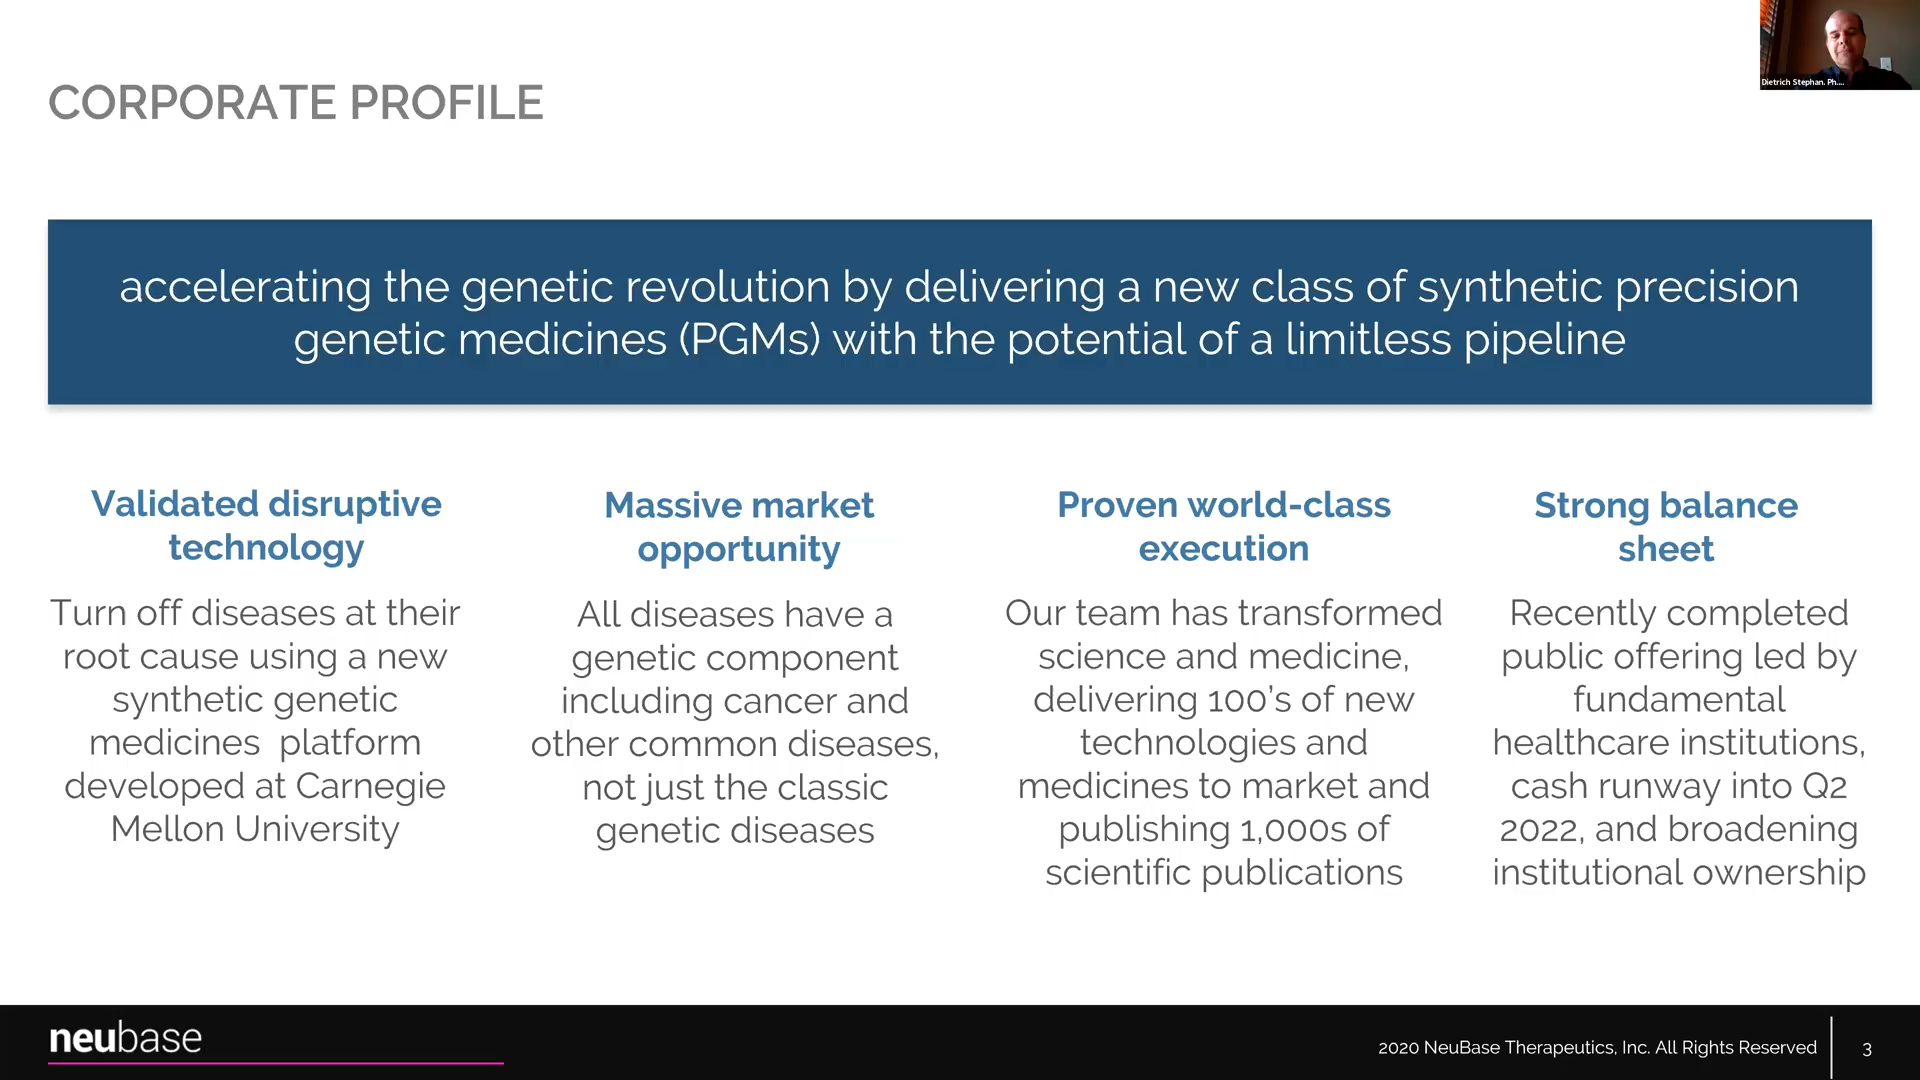 Dietrich Stephan. Ph....
CORPORATE PROFILE
accelerating the genetic revolution by delivering a new class of synthetic precision
genetic medicines (PGMs) with the potential of a limitless pipeline
Validated disruptive
technology
Turn off diseases at their
root cause using a new
synthetic genetic
medicines  platform
developed at Carnegie
Mellon University
Massive market
opportunity
All diseases have a
genetic component
including cancer and
other common diseases,
not just the classic
genetic diseases
Proven world-class
execution
Our team has transformed
science and medicine,
delivering 100’s of new
technologies and
medicines to market and
publishing 1,000s of
scientific publications
Strong balance
sheet
Recently completed
public offering led by
fundamental
healthcare institutions,
cash runway into Q2
2022, and broadening
institutional ownership
neubase
2020 NeuBase Therapeutics, Inc. All Rights Reserved
3